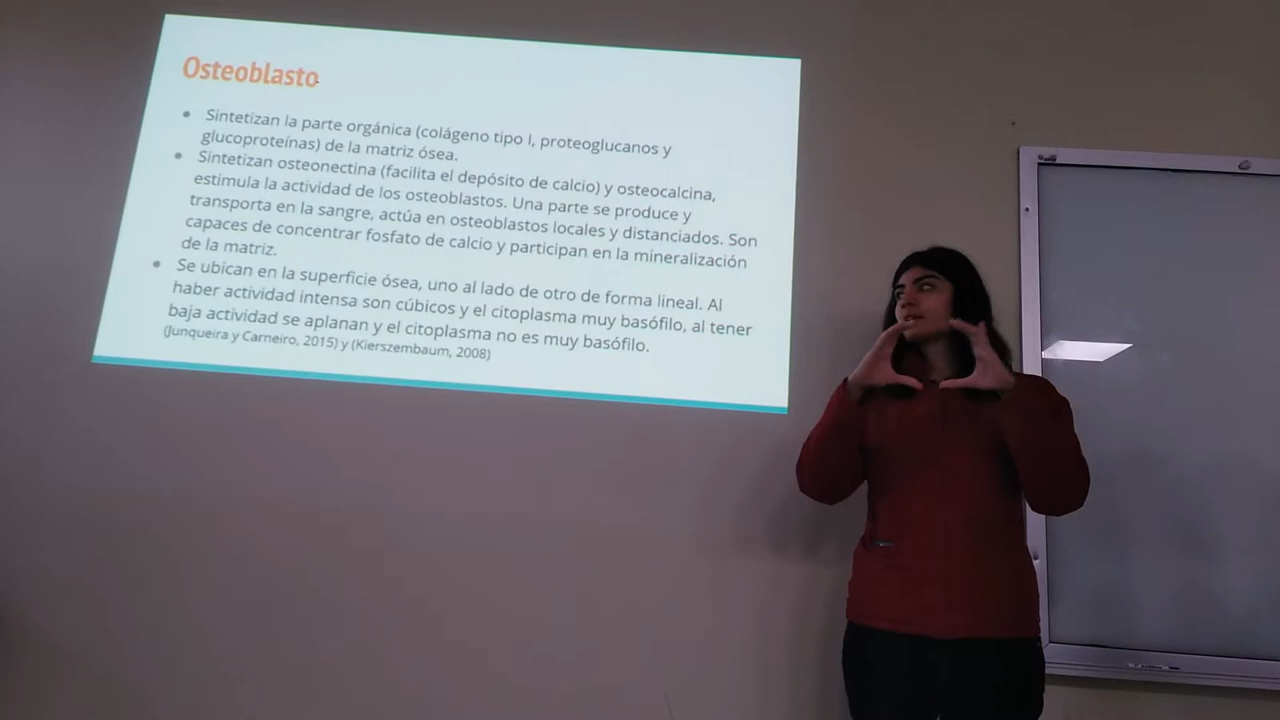 Osteoblasto
● Sintetizan la parte orgánica (colágeno tipo I, proteoglucanos y
glucoproteínas) de la matriz ósea.
● Sintetizan osteonectina (facilita el depósito de calcio) y osteocalcina,
estimula la actividad de los osteoblastos. Una parte se produce y
transporta en la sangre, actúa en osteoblastos locales y distanciados. Son
capaces de concentrar fosfato de calcio y participan en la mineralización
de la matriz.
● Se ubican en la superficie ósea, uno al lado de otro de forma lineal. Al
haber actividad intensa son cúbicos y el citoplasma muy basófilo, al tener
baja actividad se aplanan y el citoplasma no es muy basófilo.
(Junqueira y Carneiro, 2015) y (Kierszembaum, 2008)